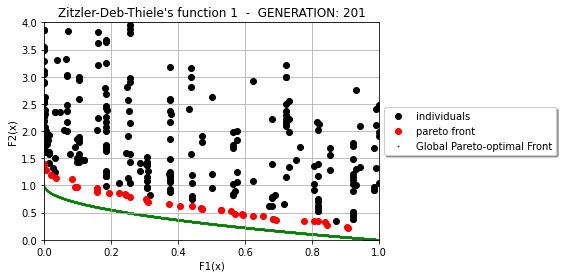 Zitzler-Deb-Thiele's function 1 - GENERATION: 201
4.0
3.5
3.0
2.5
2.0
1.5
1.0
0.5
0.0
F2(x)
0.0 0.2 0.4 0.6 0.8 1.0
F1(x)
individuals
pareto front
Global Pareto-optimal Front